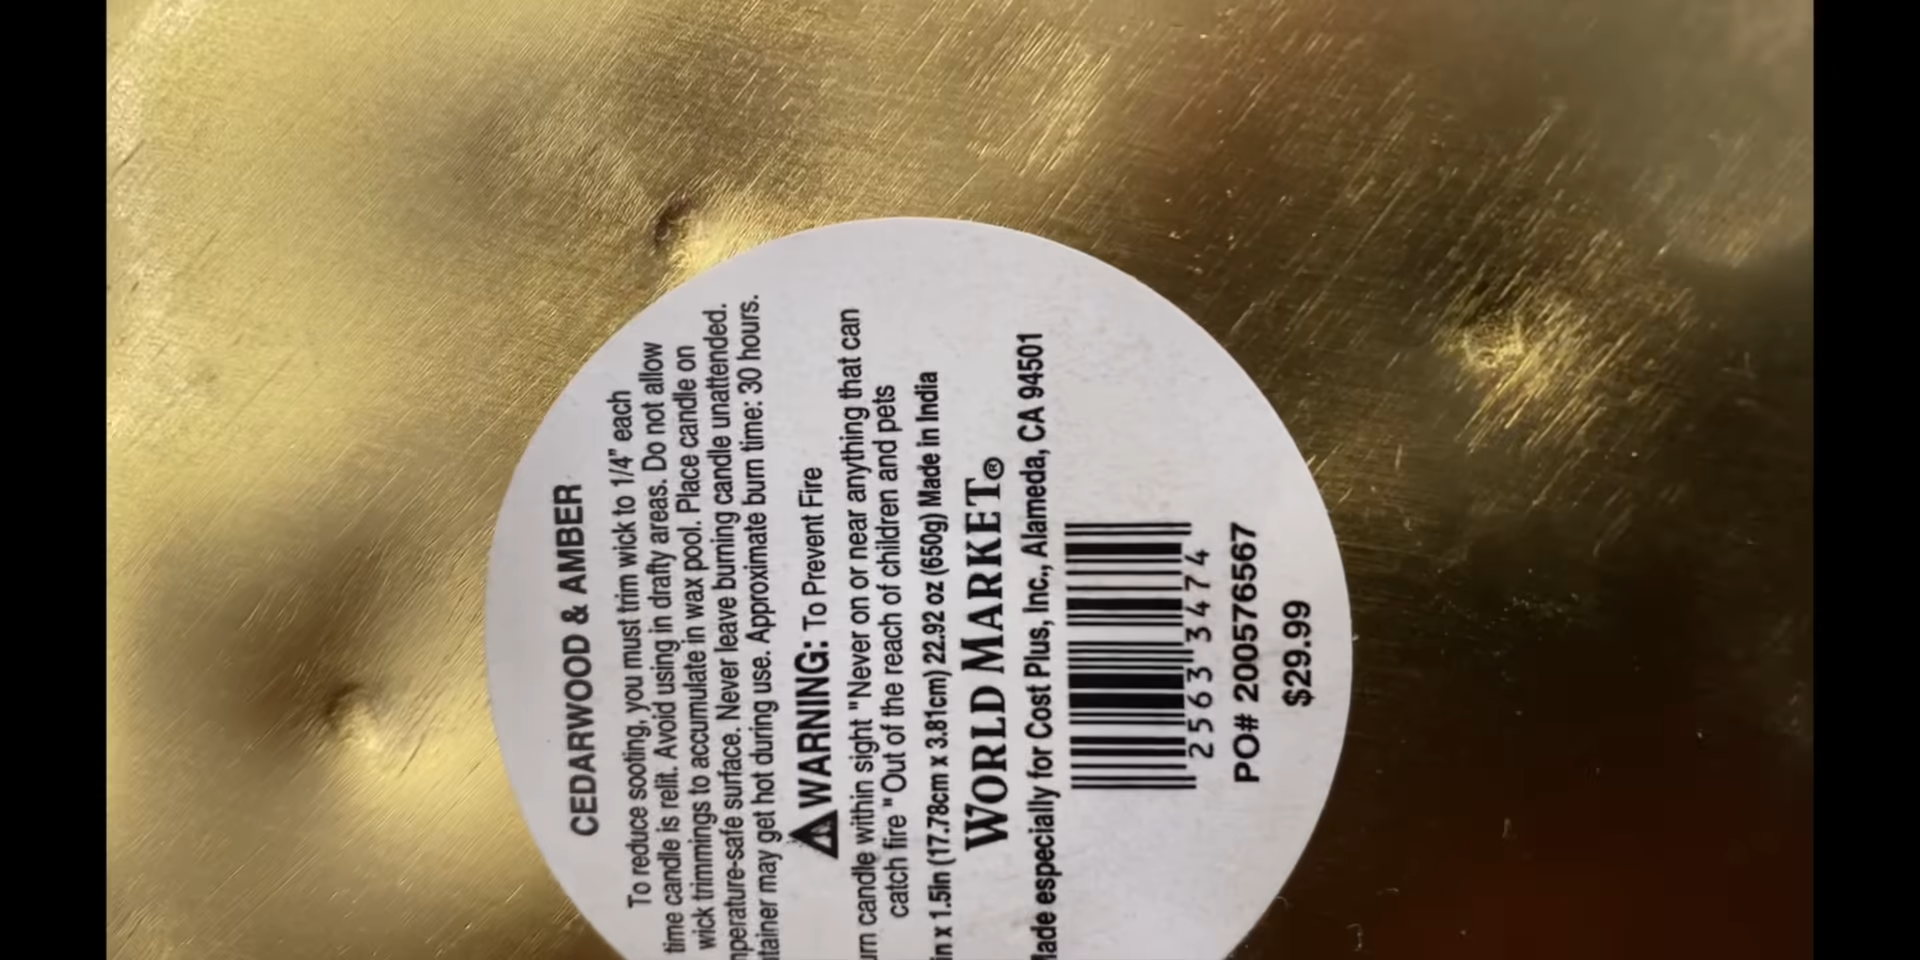 CEDARWOOD & AMBER
To reduce sooting, you must trim wick to 1/4" each
time candle is relit. Avoid using in drafty areas. Do not allow
wick trimmings to accumulate in wax pool. Place candle on
perature-safe surface. Never leave burning candle unattended.
tainer may get hot during use. Approximate burn time: 30 hours.
⚠WARNING: To Prevent Fire
rn candle within sight "Never on or near anything that can
catch fire "Out of the reach of children and pets
in x 1.5in (17.78cm x 3.81cm) 22.92 oz (650g) Made in India
WORLD MARKET®
Made especially for Cost Plus, Inc., Alameda, CA 94501
2563 3474
PO# 200576567
$29.99